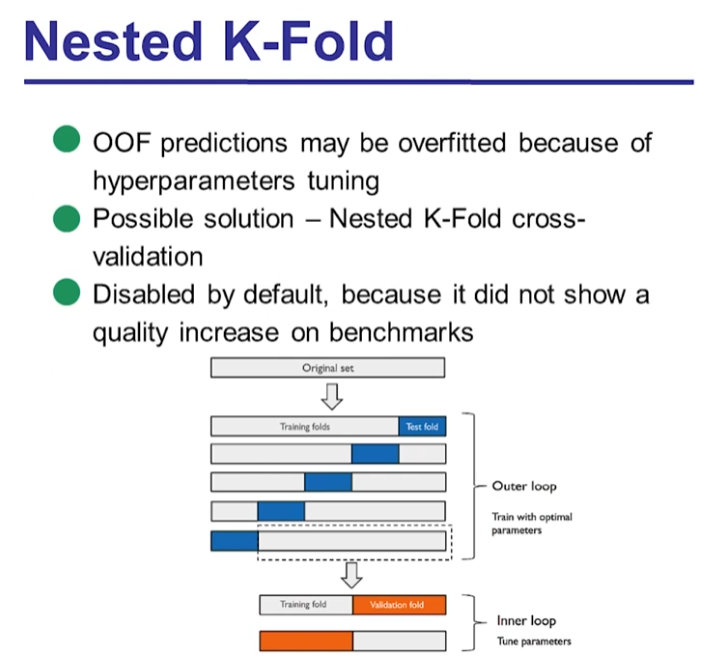 Nested K-Fold
OOF predictions may be overfitted because of
hyperparameters tuning
Possible solution – Nested K-Fold cross-
validation
Disabled by default, because it did not show a
quality increase on benchmarks
Original set
Training folds Test fold
Outer loop
Train with optimal
parameters
Training fold Validation fold
Inner loop
Tune parameters